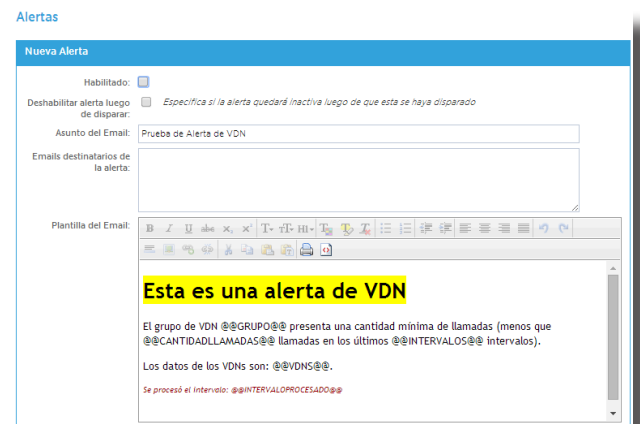 Alertas
Nueva Alerta
Habilitado:
Deshabilitar alerta luego de disparar:
Especifica si la alerta quedará inactiva luego de que esta se haya disparado
Asunto del Email: Prueba de Alerta de VDN
Emails destinatarios de la alerta:
Plantilla del Email:
Esta es una alerta de VDN
El grupo de VDN @@GRUPO@@ presenta una cantidad mínima de llamadas (menos que
@@CANTIDADLLAMADAS@@ llamadas en los últimos @@INTERVALOS@@ intervalos).
Los datos de los VDNs son: @@VDNS@@.
Se procesó el intervalo: @@INTERVALOPROCESADO@@